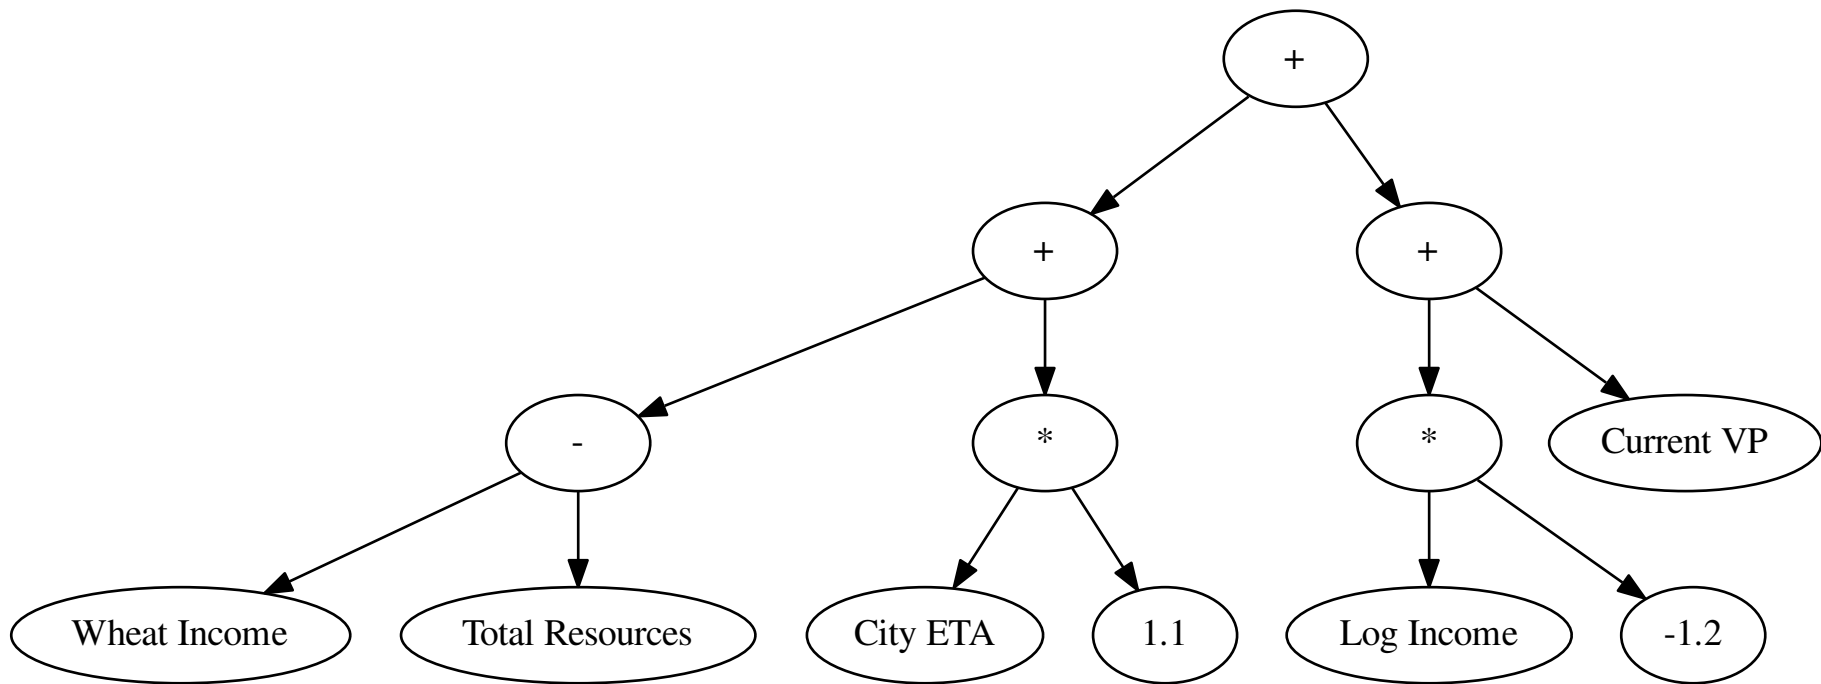 +
+
+
-
*
*
Current VP
Wheat Income
Total Resources
City ETA
1.1
Log Income
-1.2